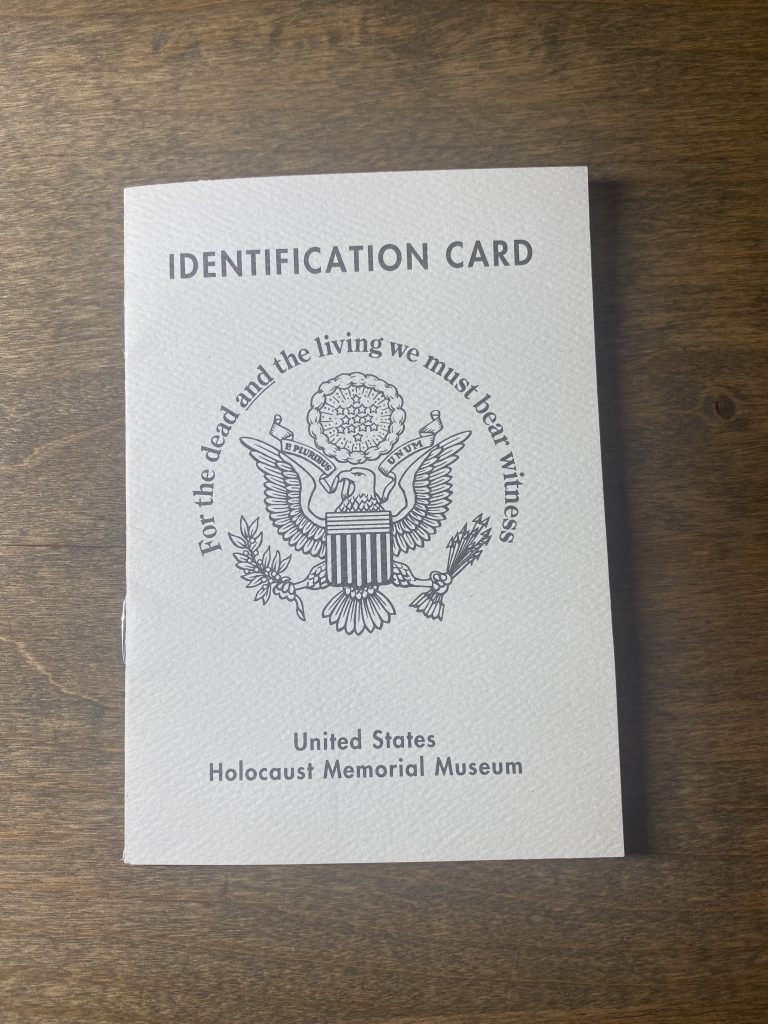 IDENTIFICATION CARD
For the dead and the living we must bear witness
E PLURIBUS UNUM
United States
Holocaust Memorial Museum